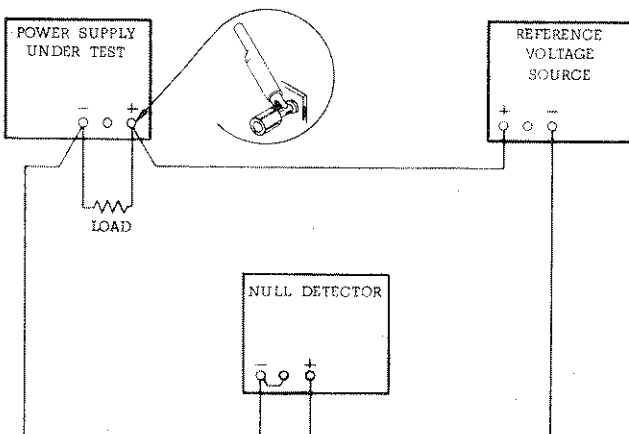 POWER SUPPLY
UNDER TEST
- +
LOAD
REFERENCE
VOLTAGE
SOURCE
+ -
NULL DETECTOR
- +